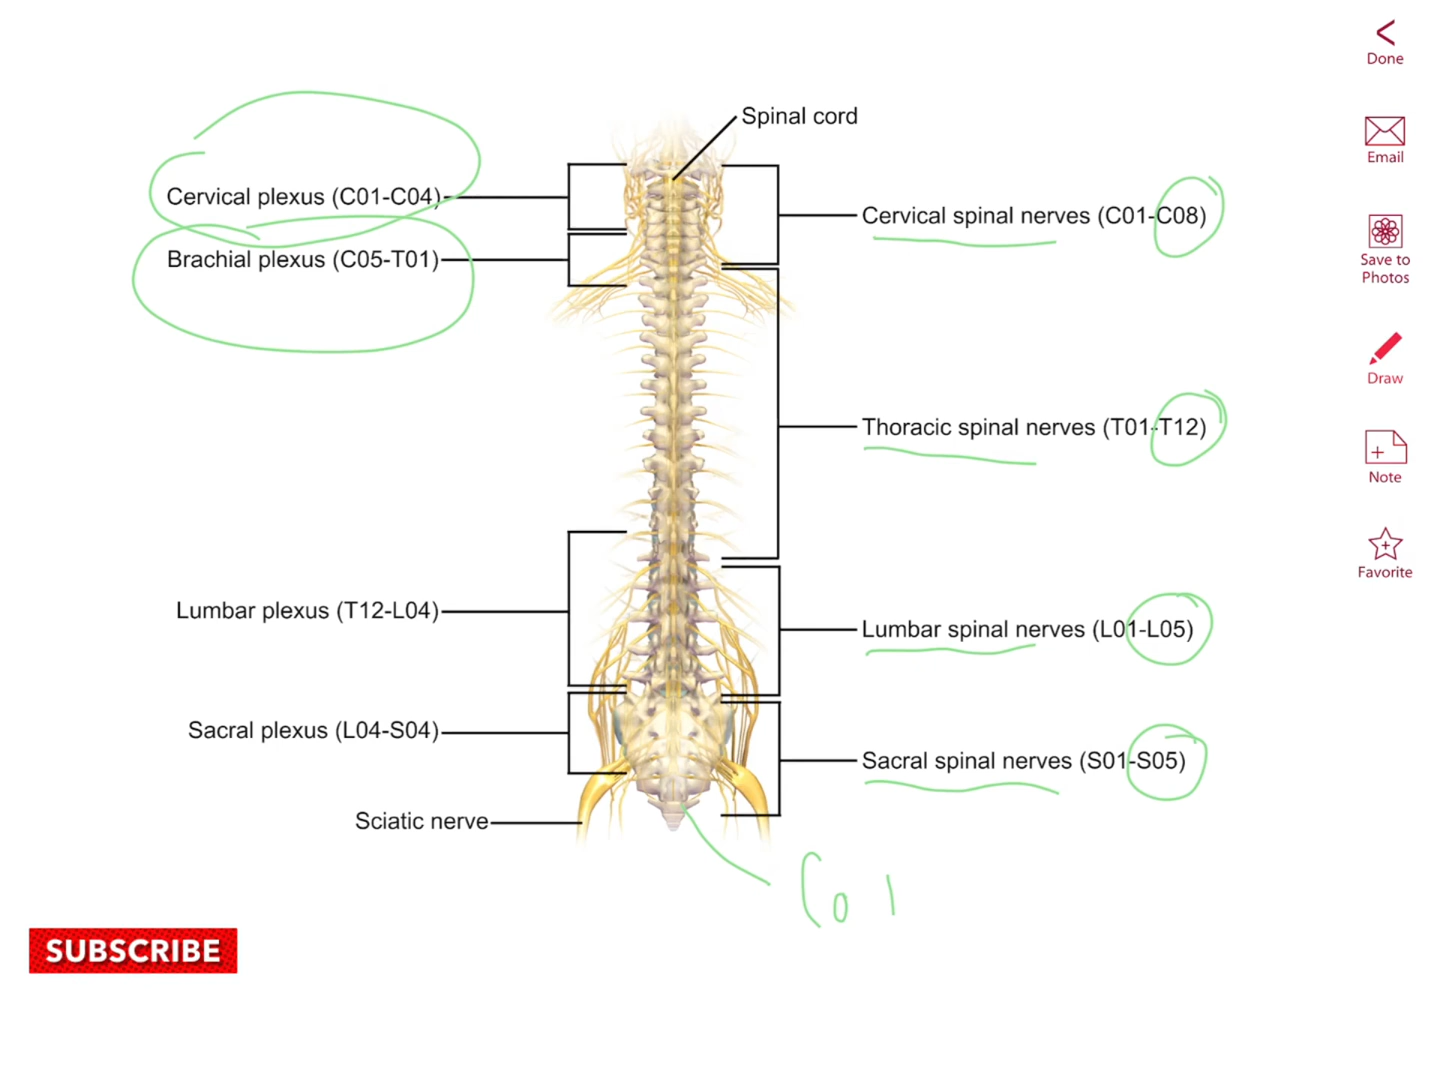 Spinal cord
Cervical plexus (C01-C04)
Cervical spinal nerves (C01-C08)
Brachial plexus (C05-T01)
Thoracic spinal nerves (T01-T12)
Lumbar plexus (T12-L04)
Lumbar spinal nerves (L01-L05)
Sacral plexus (L04-S04)
Sacral spinal nerves (S01-S05)
Sciatic nerve
Co 1
SUBSCRIBE
Done
Email
Save to
Photos
Draw
Note
Favorite